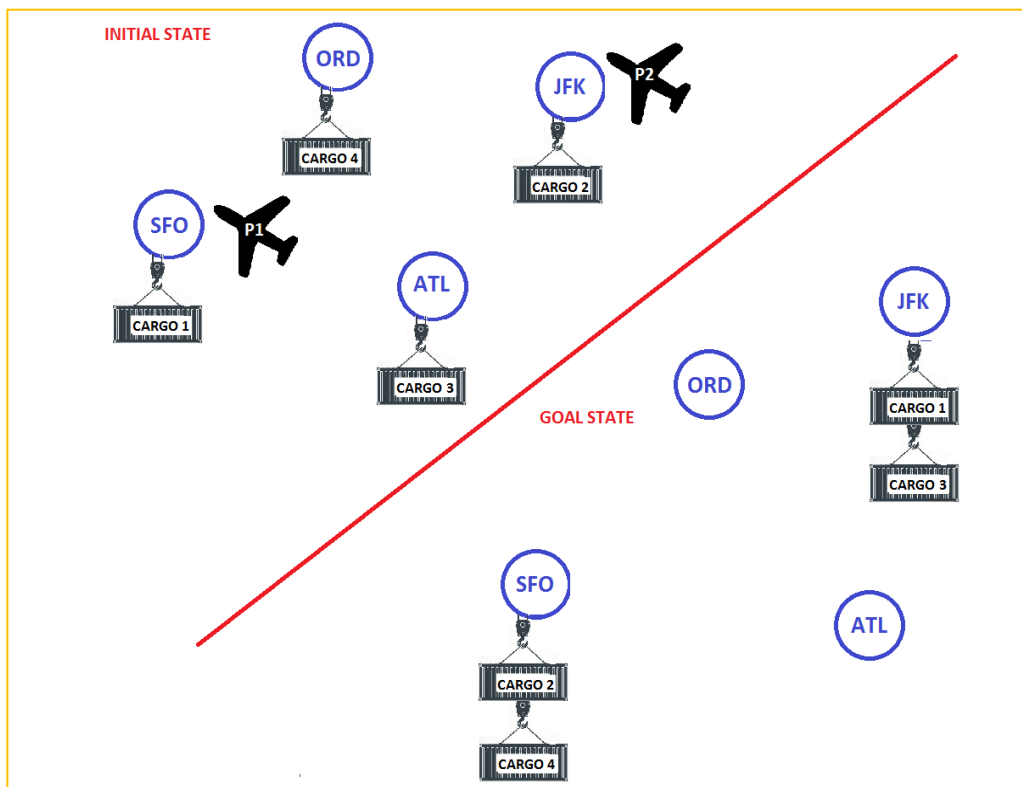 INITIAL STATE
ORD
CARGO 4
JFK
P2
CARGO 2
SFO
P1
CARGO 1
ATL
CARGO 3
GOAL STATE
ORD
JFK
CARGO 1
CARGO 3
SFO
CARGO 2
CARGO 4
ATL